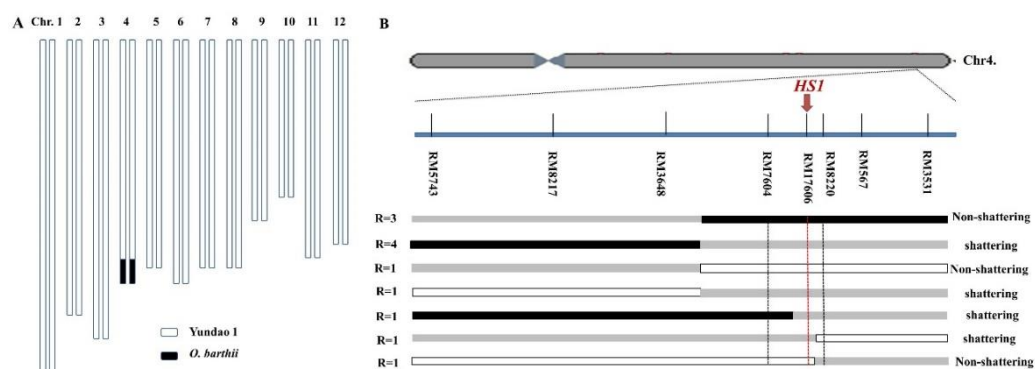 A Chr. 1 2 3 4 5 6 7 8 9 10 11 12
Yundao 1
O. barthii
B
Chr4.
HS1
RM5743
RM8217
RM3648
RM7604
RM17606
RM8220
RM567
RM3531
R=3 Non-shattering
R=4 shattering
R=1 Non-shattering
R=1 shattering
R=1 shattering
R=1 shattering
R=1 Non-shattering